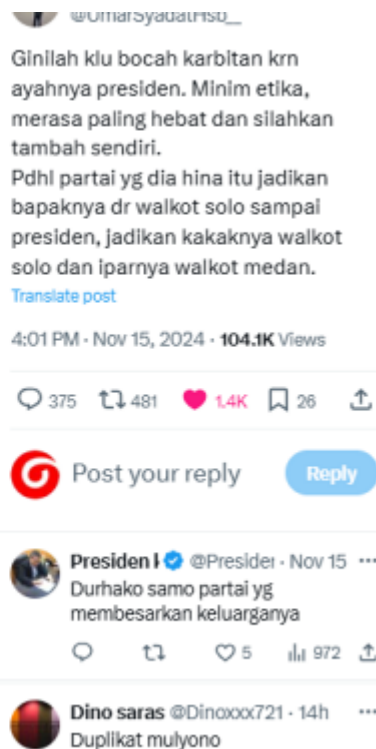 @UmarSyadatHsb__
Ginilah klu bocah karbitan krn
ayahnya presiden. Minim etika,
merasa paling hebat dan silahkan
tambah sendiri.
Pdhl partai yg dia hina itu jadikan
bapaknya dr walkot solo sampai
presiden, jadikan kakaknya walkot
solo dan iparnya walkot medan.
Translate post
4:01 PM · Nov 15, 2024 · 104.1K Views
375 481 1.4K 26
Post your reply Reply
Presiden @Presider · Nov 15 ···
Durhako samo partai yg
membesarkan keluarganya
5 972
Dino saras @Dinoxxx721 · 14h ···
Duplikat mulyono